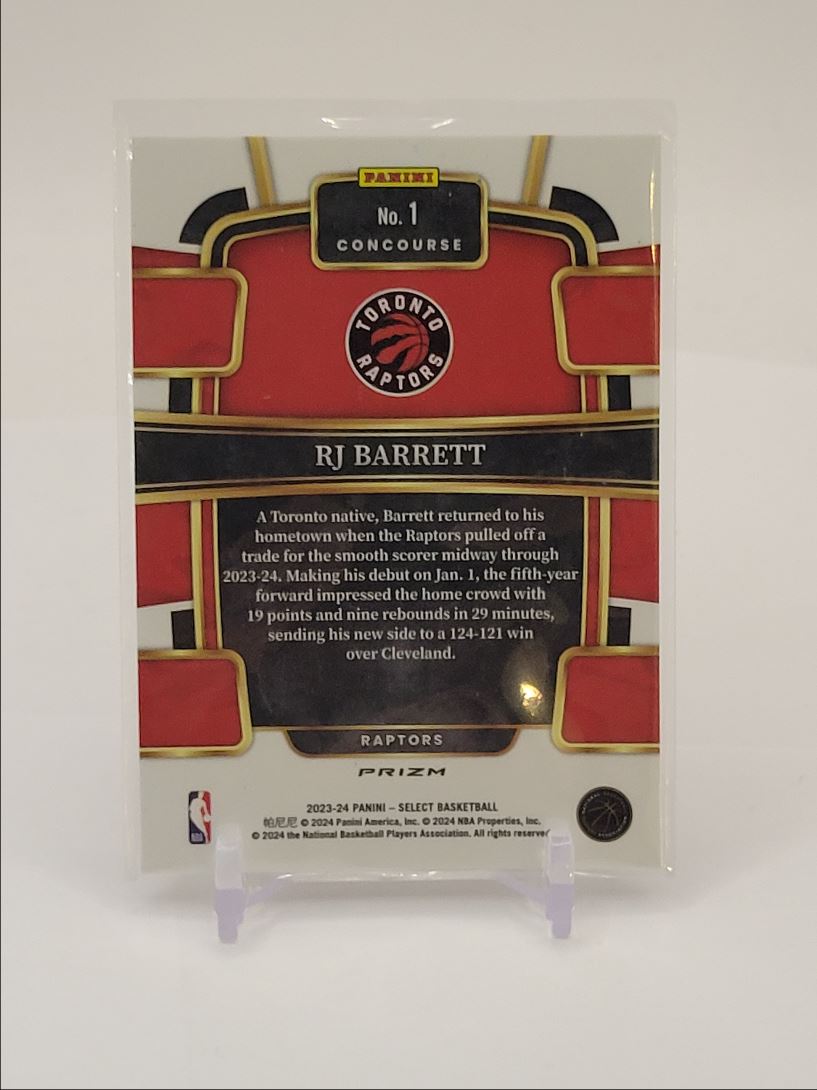 PANINI
No. 1
CONCOURSE
TORONTO
RAPTORS
RJ BARRETT
A Toronto native, Barrett returned to his
hometown when the Raptors pulled off a
trade for the smooth scorer midway through
2023-24. Making his debut on Jan. 1, the fifth-year
forward impressed the home crowd with
19 points and nine rebounds in 29 minutes,
sending his new side to a 124-121 win
over Cleveland.
RAPTORS
PRIZM
2023-24 PANINI – SELECT BASKETBALL
帕尼尼 © 2024 Panini America, Inc. © 2024 NBA Properties, Inc.
© 2024 the National Basketball Players Association. All rights reserved
NBA